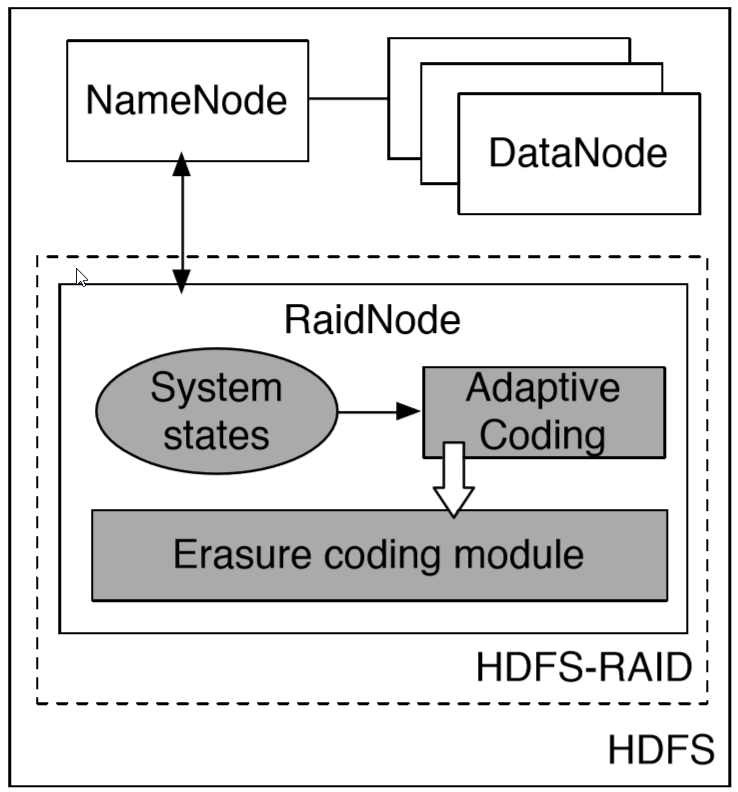 NameNode
DataNode
RaidNode
System
states
Adaptive
Coding
Erasure coding module
HDFS-RAID
HDFS